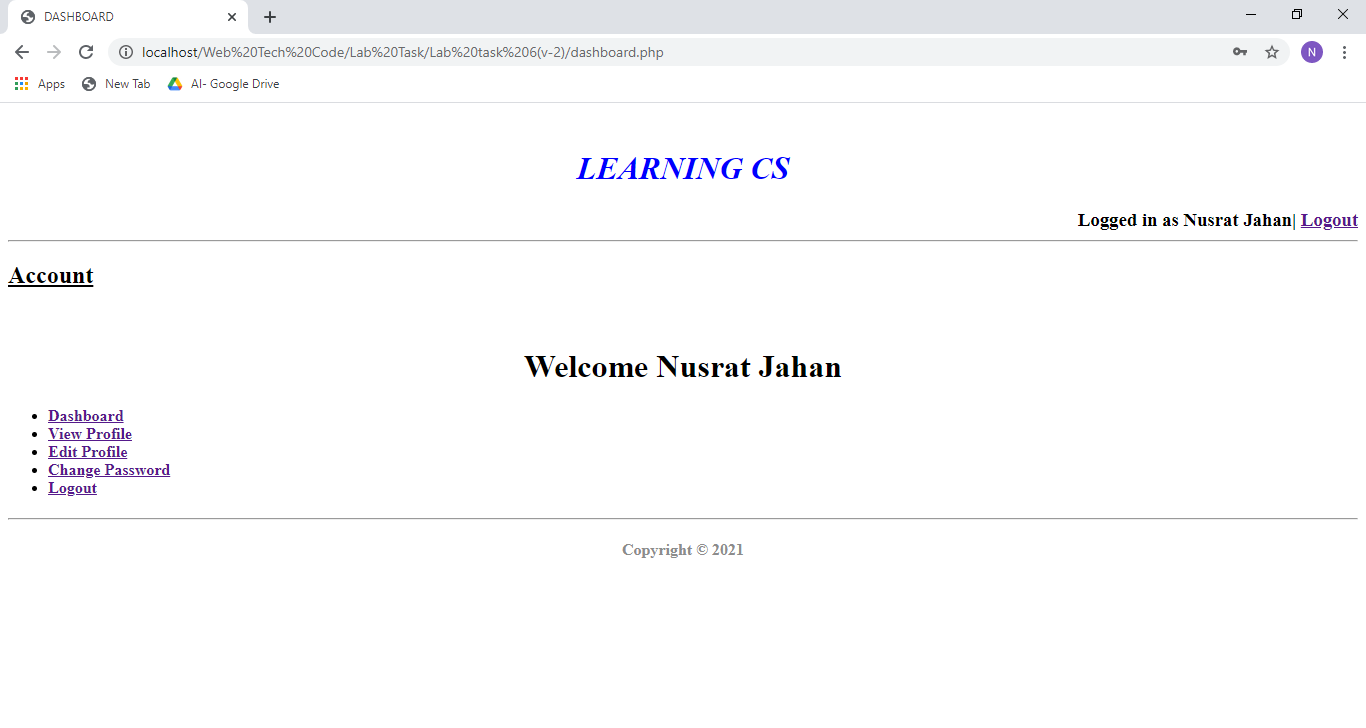 DASHBOARD
localhost/Web%20Tech%20Code/Lab%20Task/Lab%20task%206(v-2)/dashboard.php
N
Apps New Tab AI- Google Drive
LEARNING CS
Logged in as Nusrat Jahan| Logout
Account
Welcome Nusrat Jahan
Dashboard
View Profile
Edit Profile
Change Password
Logout
Copyright © 2021